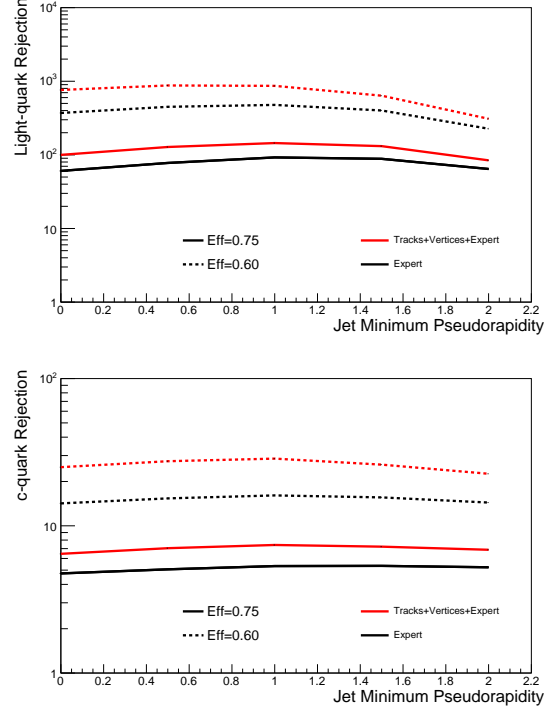 Light-quark Rejection
10^4
10^3
10^2
10
1
Eff=0.75
Eff=0.60
Tracks+Vertices+Expert
Expert
0 0.2 0.4 0.6 0.8 1 1.2 1.4 1.6 1.8 2 2.2
Jet Minimum Pseudorapidity
c-quark Rejection
10^2
10
1
Eff=0.75
Eff=0.60
Tracks+Vertices+Expert
Expert
0 0.2 0.4 0.6 0.8 1 1.2 1.4 1.6 1.8 2 2.2
Jet Minimum Pseudorapidity